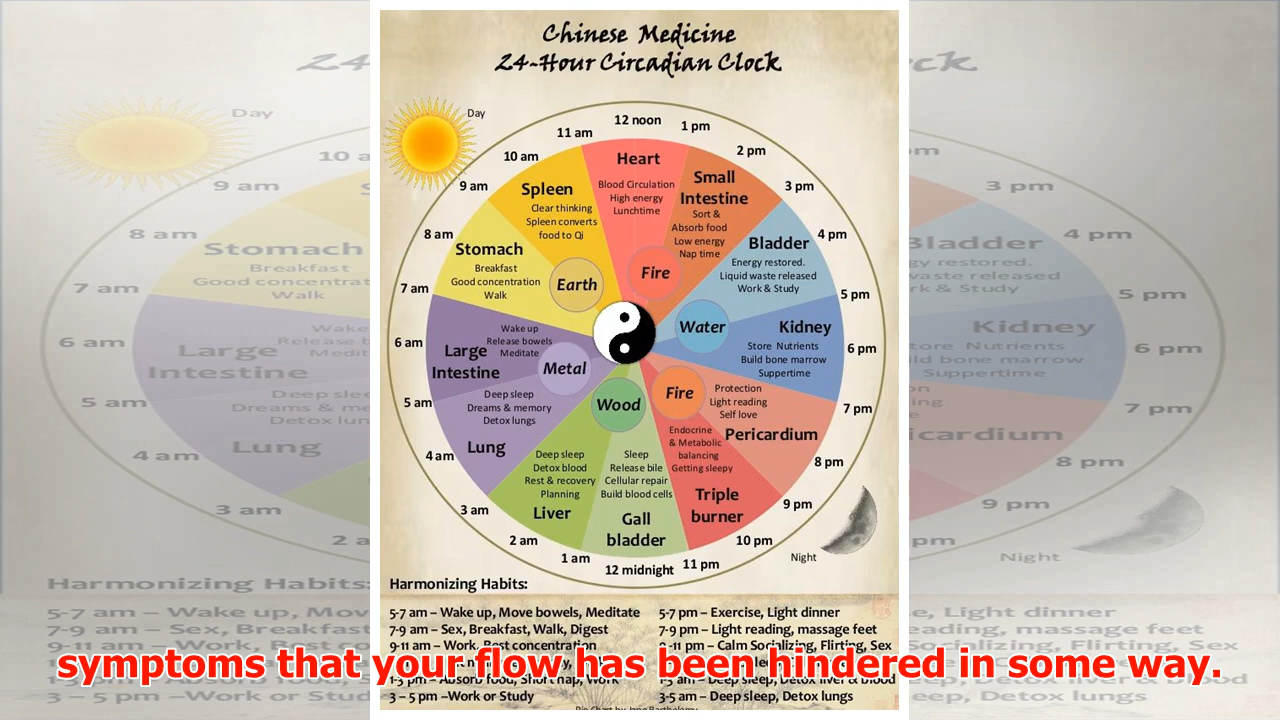 Chinese Medicine
24-Hour Circadian Clock
Day
12 noon
1 pm
2 pm
3 pm
4 pm
5 pm
6 pm
7 pm
8 pm
9 pm
10 pm
11 pm
12 midnight
1 am
2 am
3 am
4 am
5 am
6 am
7 am
8 am
9 am
10 am
11 am
Heart
Blood Circulation
High energy
Lunchtime
Small
Intestine
Sort &
Absorb food
Low energy
Nap time
Bladder
Energy restored.
Liquid waste released
Work & Study
Kidney
Store Nutrients
Build bone marrow
Suppertime
Protection
Light reading
Self love
Pericardium
Endocrine
& Metabolic
balancing
Getting sleepy
Triple
burner
Sleep
Release bile
Cellular repair
Build blood cells
Gall
bladder
Deep sleep
Detox blood
Rest & recovery
Planning
Liver
Deep sleep
Dreams & memory
Detox lungs
Lung
Wake up
Release bowels
Meditate
Large
Intestine
Stomach
Breakfast
Good concentration
Walk
Spleen
Clear thinking
Spleen converts
food to Qi
Earth
Fire
Water
Metal
Wood
Fire
Night
Harmonizing Habits:
5-7 am – Wake up, Move bowels, Meditate
7-9 am – Sex, Breakfast, Walk, Digest
9-11 am – Work, Best concentration
1-3 pm – Absorb food, Short nap, Work
3 – 5 pm –Work or Study
5-7 pm – Exercise, Light dinner
7-9 pm – Light reading, massage feet
9-11 pm – Calm Socializing, Flirting, Sex
1-3 am – Deep sleep, Detox liver & blood
3-5 am – Deep sleep, Detox lungs
symptoms that your flow has been hindered in some way.